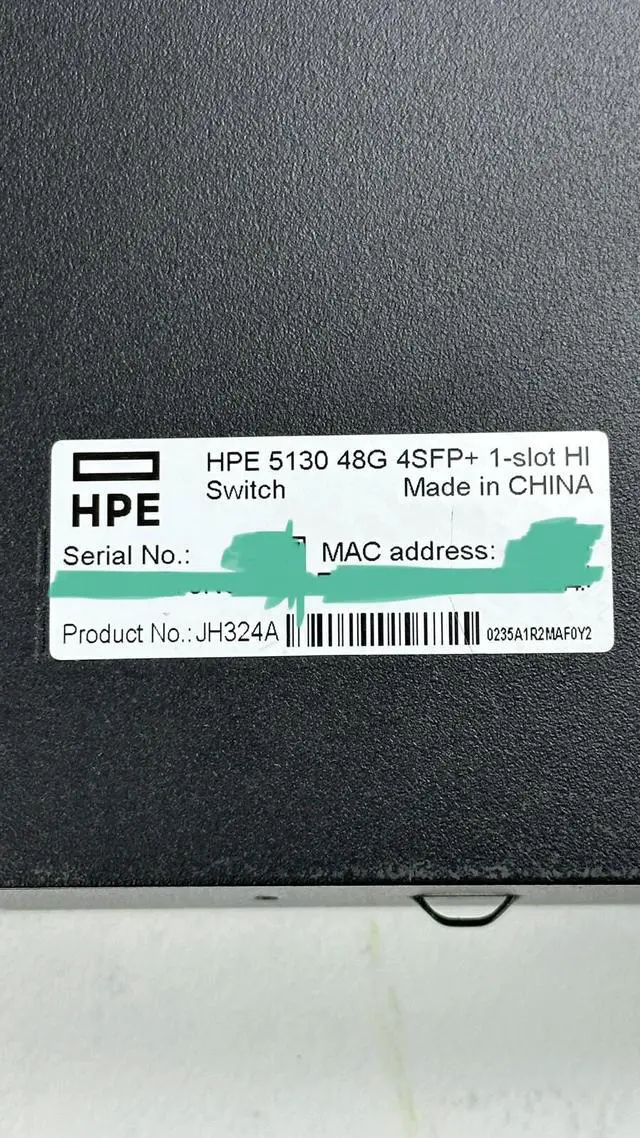 HPE 5130 48G 4SFP+ 1-slot HI
Switch Made in CHINA
HPE
Serial No.: MAC address:
Product No.: JH324A 0235A1R2MAF0Y2